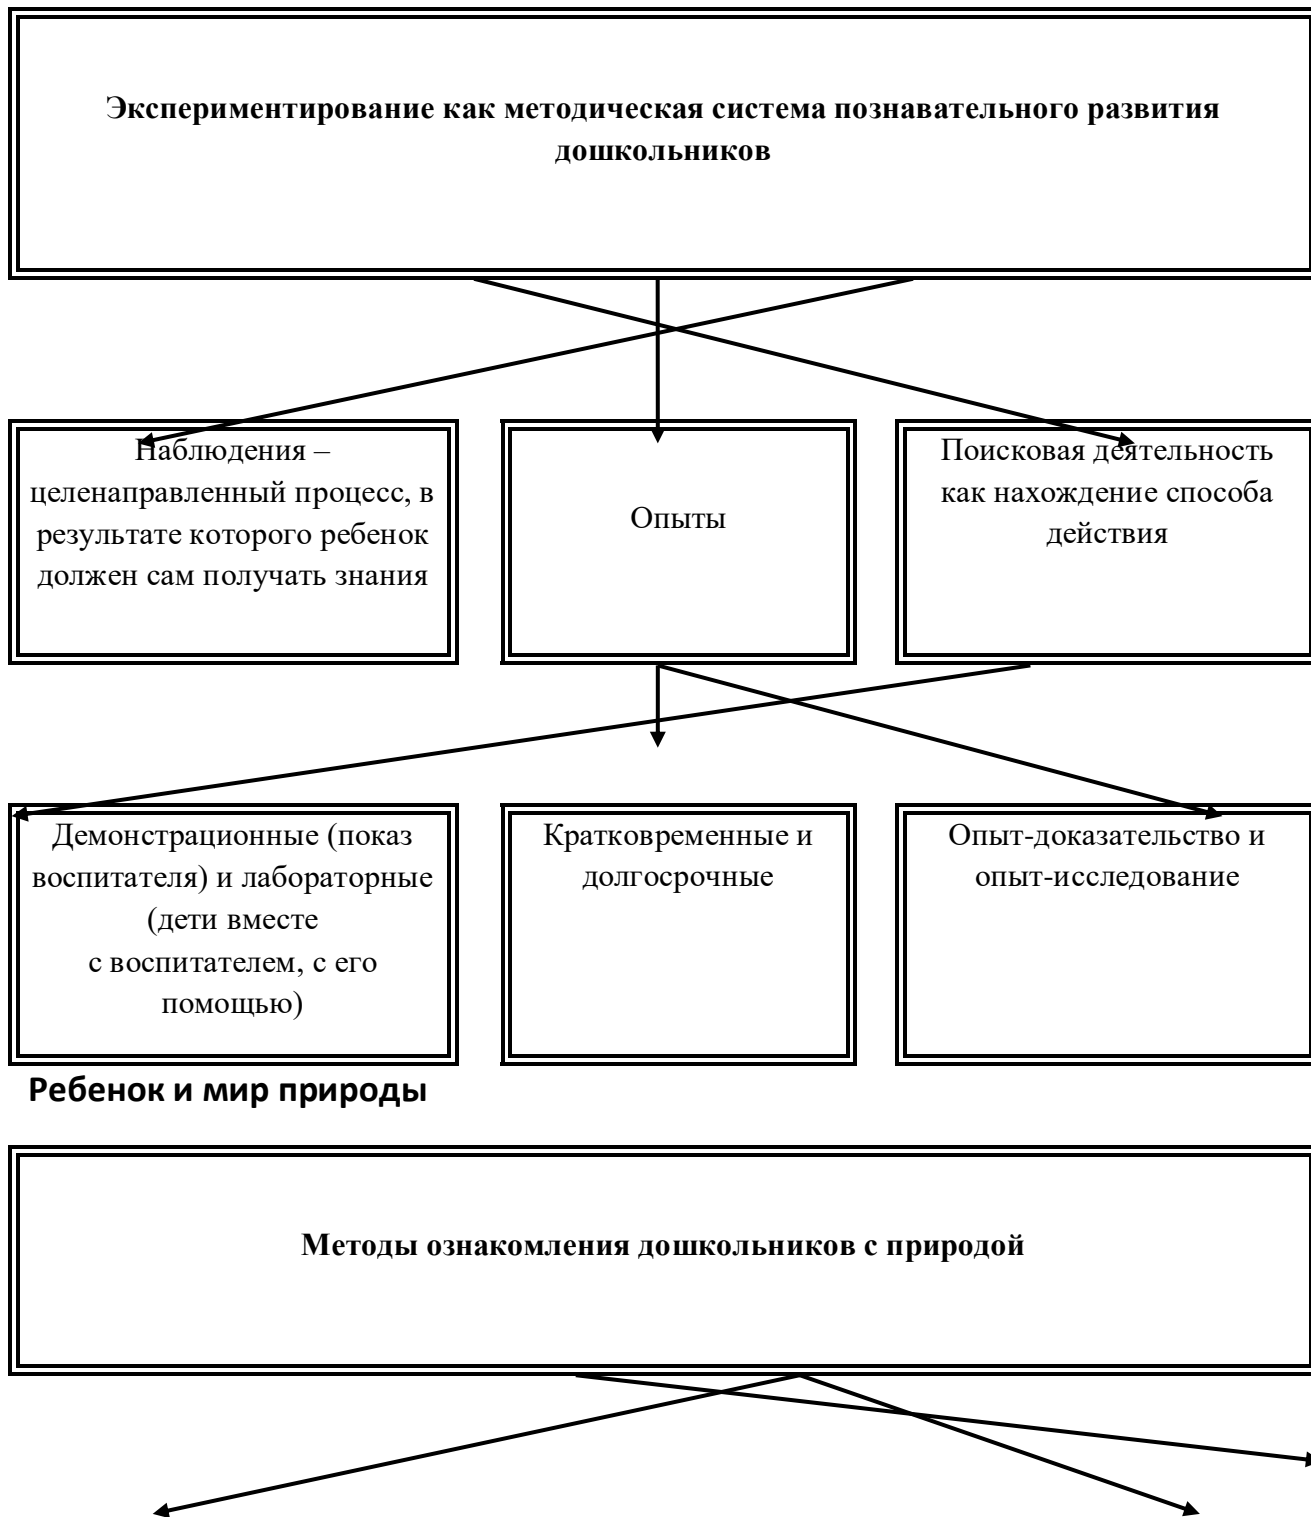 Экспериментирование как методическая система познавательного развития
дошкольников
Наблюдения –
целенаправленный процесс, в
результате которого ребенок
должен сам получать знания
Опыты
Поисковая деятельность
как нахождение способа
действия
Демонстрационные (показ
воспитателя) и лабораторные
(дети вместе
с воспитателем, с его
помощью)
Кратковременные и
долгосрочные
Опыт-доказательство и
опыт-исследование
Ребенок и мир природы
Методы ознакомления дошкольников с природой